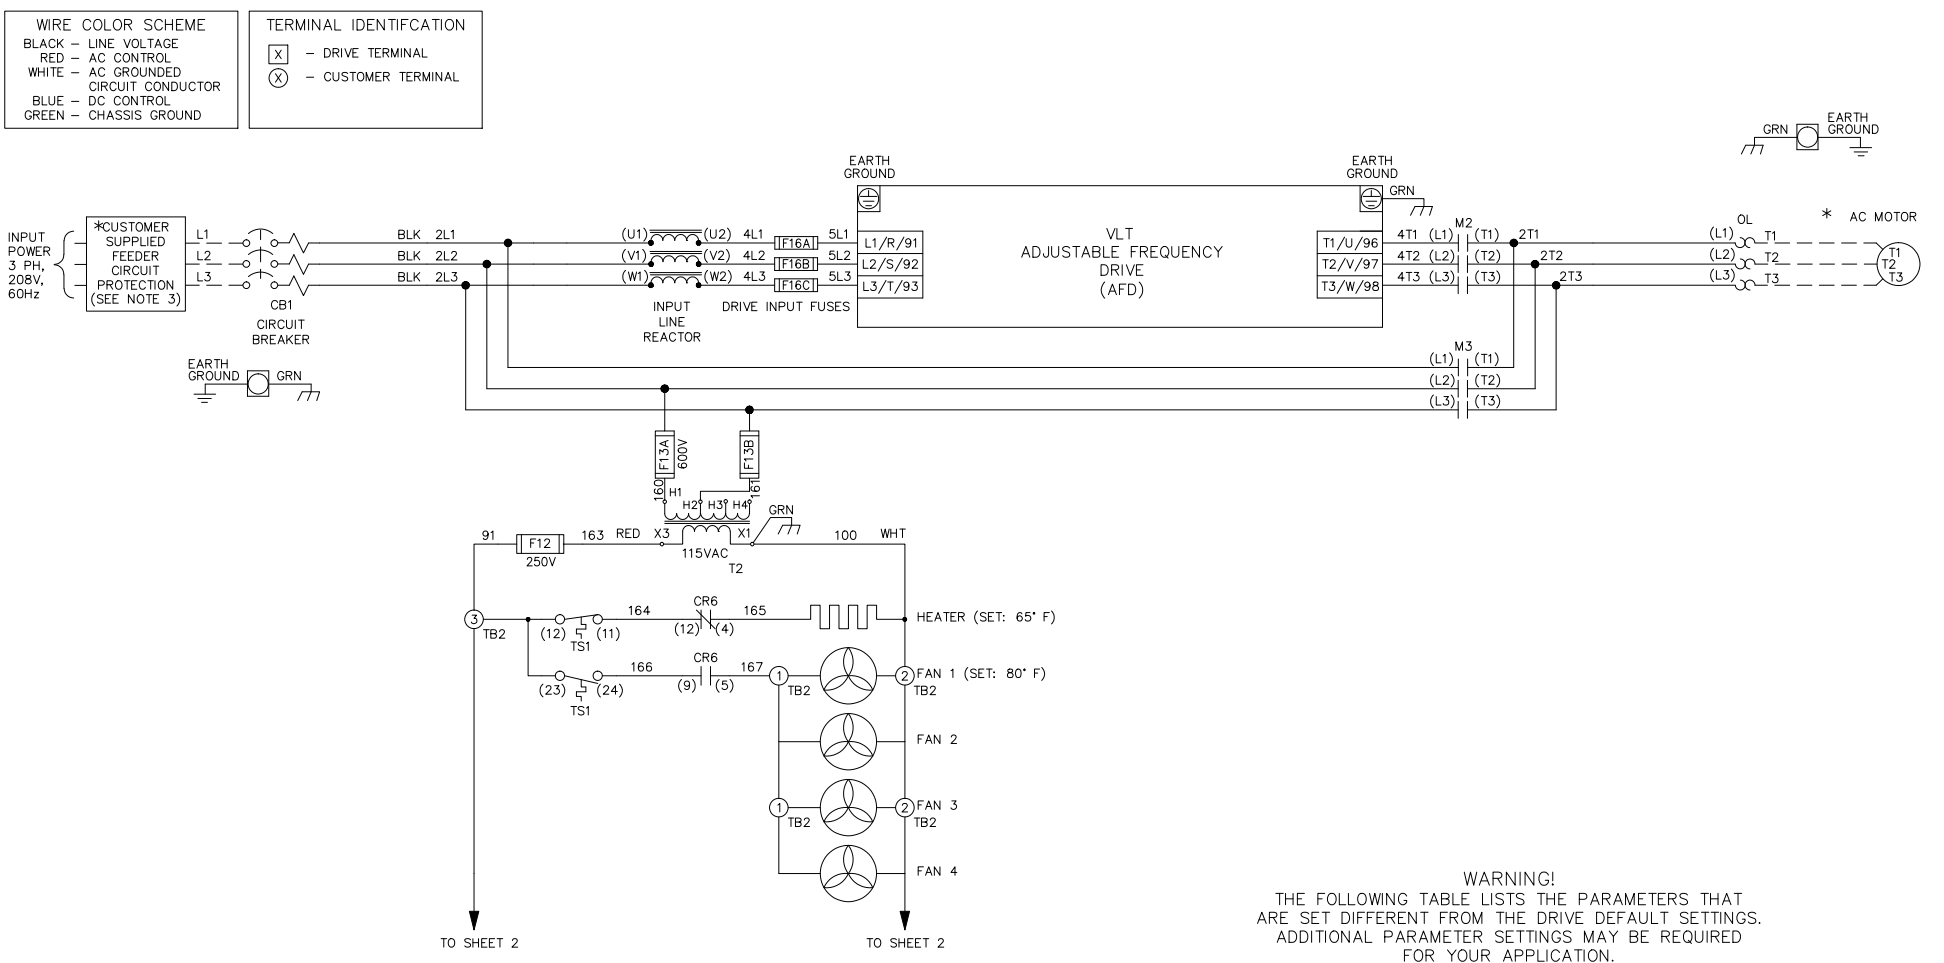 WIRE COLOR SCHEME
BLACK – LINE VOLTAGE
RED – AC CONTROL
WHITE – AC GROUNDED
CIRCUIT CONDUCTOR
BLUE – DC CONTROL
GREEN – CHASSIS GROUND
TERMINAL IDENTIFCATION
X – DRIVE TERMINAL
X – CUSTOMER TERMINAL
GRN
EARTH
GROUND
INPUT
POWER
3 PH,
208V,
60Hz
*CUSTOMER
SUPPLIED
FEEDER
CIRCUIT
PROTECTION
(SEE NOTE 3)
L1
L2
L3
CB1
CIRCUIT
BREAKER
BLK 2L1
BLK 2L2
BLK 2L3
(U1) (U2) 4L1 F16A 5L1
(V1) (V2) 4L2 F16B 5L2
(W1) (W2) 4L3 F16C 5L3
INPUT
LINE
REACTOR
DRIVE INPUT FUSES
EARTH
GROUND
L1/R/91
L2/S/92
L3/T/93
VLT
ADJUSTABLE FREQUENCY
DRIVE
(AFD)
EARTH
GROUND
GRN
T1/U/96
T2/V/97
T3/W/98
M2
4T1 (L1) (T1) 2T1
4T2 (L2) (T2) 2T2
4T3 (L3) (T3) 2T3
OL
(L1) T1
(L2) T2
(L3) T3
* AC MOTOR
T1
T2
T3
M3
(L1) (T1)
(L2) (T2)
(L3) (T3)
EARTH
GROUND
GRN
F13A
600V
F13B
160
161
H1
H2 H3 H4
GRN
91 F12 163 RED X3 X1 100 WHT
250V
115VAC
T2
3
TB2
164 CR6 165
(12) (11) (12) (4)
TS1
HEATER (SET: 65° F)
166 CR6 167
(23) (24) (9) (5)
TS1
1
TB2
2
TB2
FAN 1 (SET: 80° F)
FAN 2
1
TB2
2
TB2
FAN 3
FAN 4
TO SHEET 2
TO SHEET 2
WARNING!
THE FOLLOWING TABLE LISTS THE PARAMETERS THAT
ARE SET DIFFERENT FROM THE DRIVE DEFAULT SETTINGS.
ADDITIONAL PARAMETER SETTINGS MAY BE REQUIRED
FOR YOUR APPLICATION.